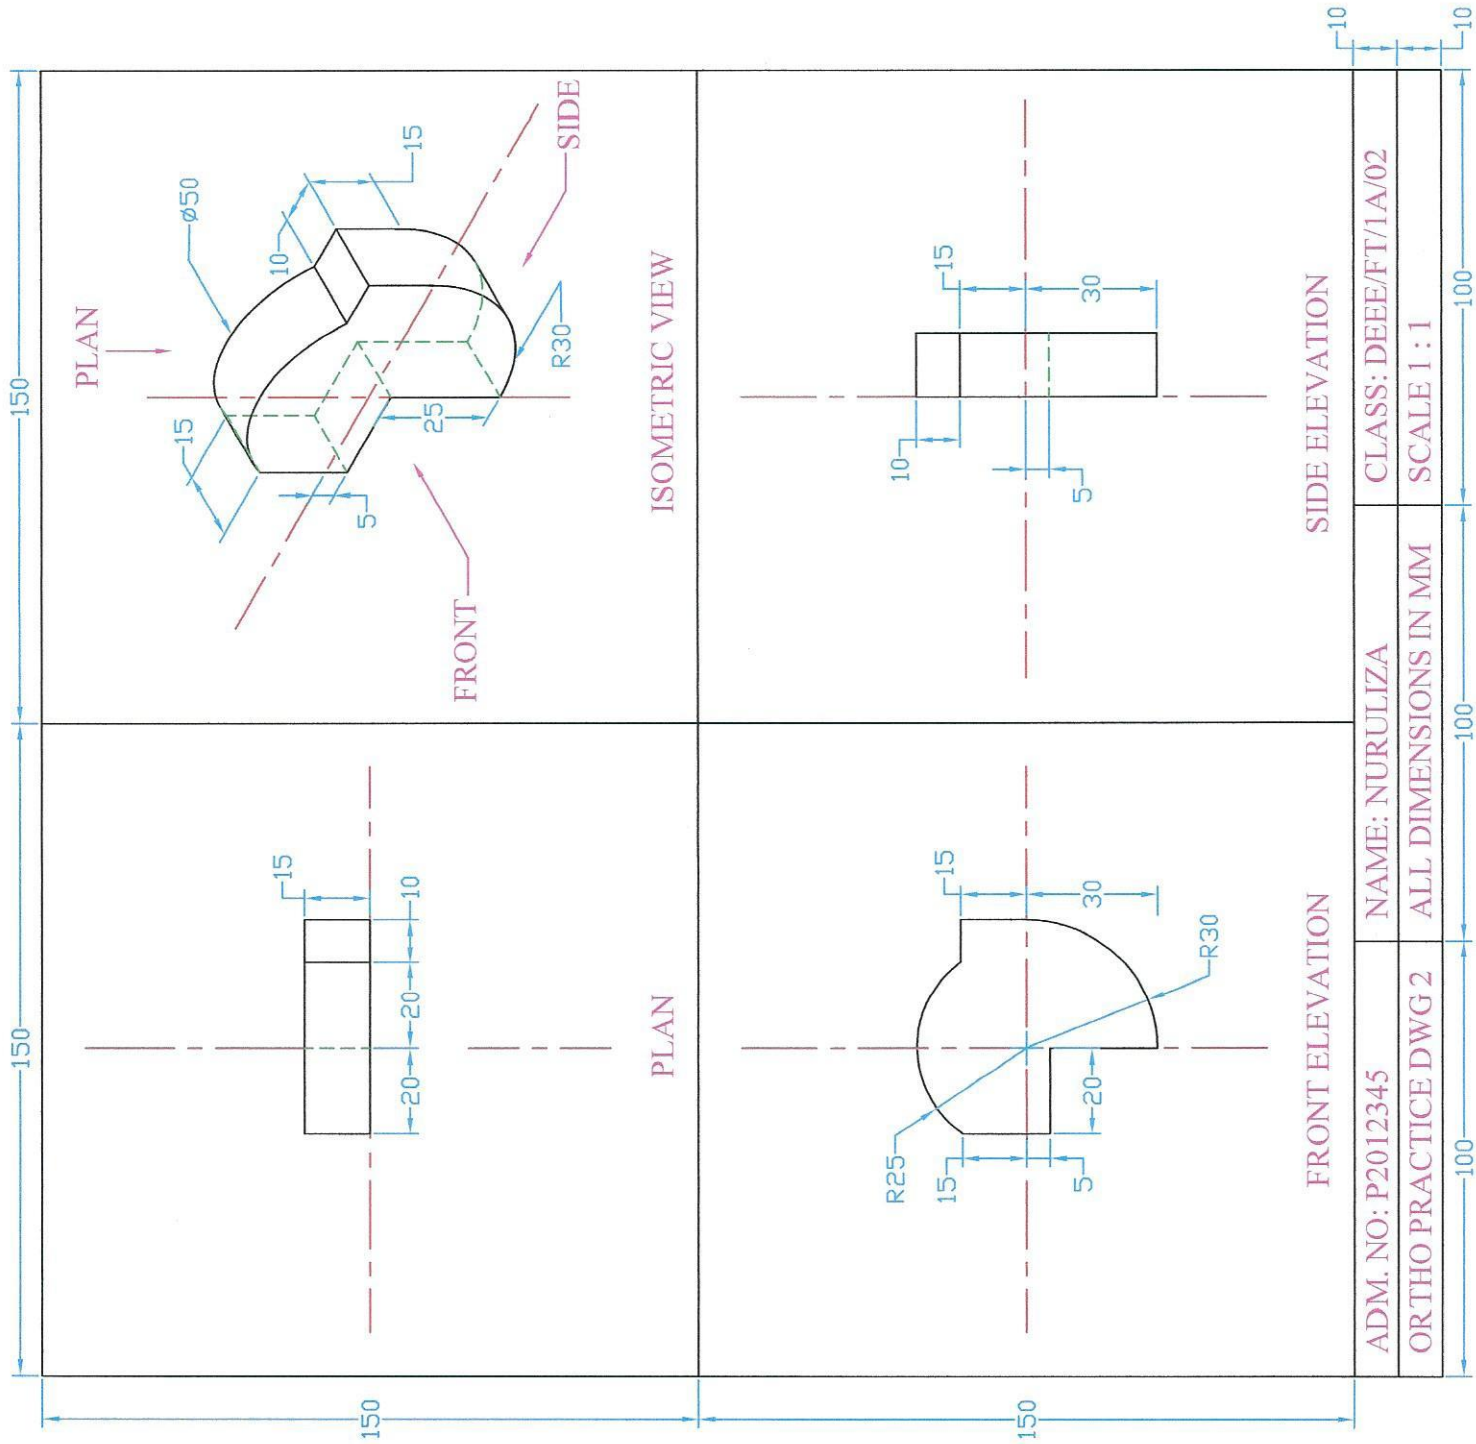 150
150
150
15
20
20
10
PLAN
PLAN
Ø50
15
10
15
5
25
R30
FRONT
SIDE
ISOMETRIC VIEW
150
R25
15
15
5
30
20
R30
FRONT ELEVATION
10
15
5
30
SIDE ELEVATION
ADM. NO: P2012345
NAME: NURULIZA
CLASS: DEEE/FT/1A/02
10
ORTHO PRACTICE DWG 2
ALL DIMENSIONS IN MM
SCALE 1 : 1
10
100
100
100